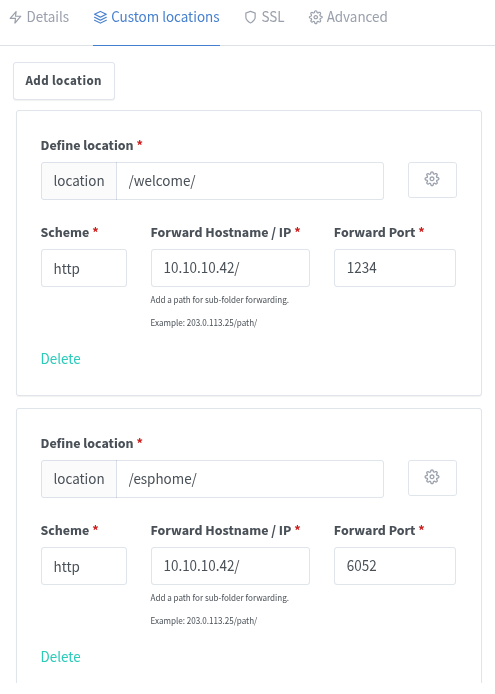 Details Custom locations SSL Advanced
Add location
Define location *
location /welcome/
Scheme * Forward Hostname / IP * Forward Port *
http 10.10.10.42/ 1234
Add a path for sub-folder forwarding.
Example: 203.0.113.25/path/
Delete
Define location *
location /esphome/
Scheme * Forward Hostname / IP * Forward Port *
http 10.10.10.42/ 6052
Add a path for sub-folder forwarding.
Example: 203.0.113.25/path/
Delete